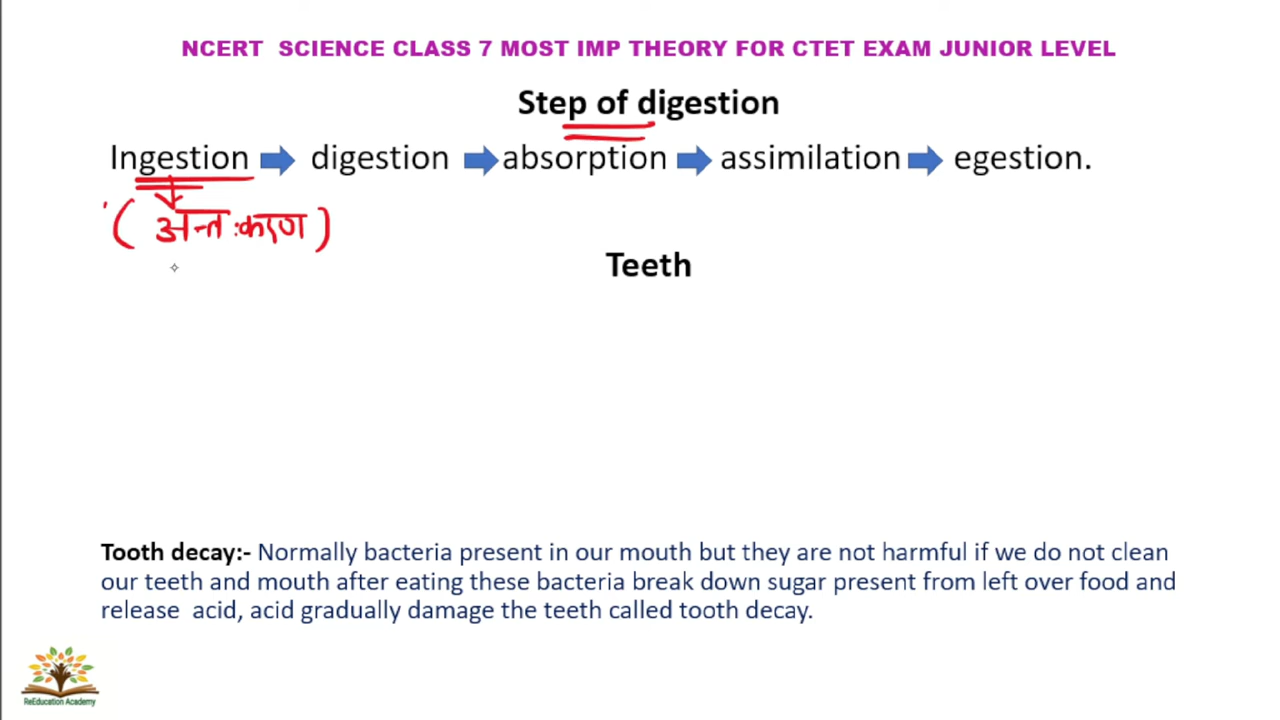 NCERT SCIENCE CLASS 7 MOST IMP THEORY FOR CTET EXAM JUNIOR LEVEL
Step of digestion
Ingestion digestion absorption assimilation egestion.
(अन्त:करण)
Teeth
Tooth decay:- Normally bacteria present in our mouth but they are not harmful if we do not clean
our teeth and mouth after eating these bacteria break down sugar present from left over food and
release acid, acid gradually damage the teeth called tooth decay.
ReEducation Academy